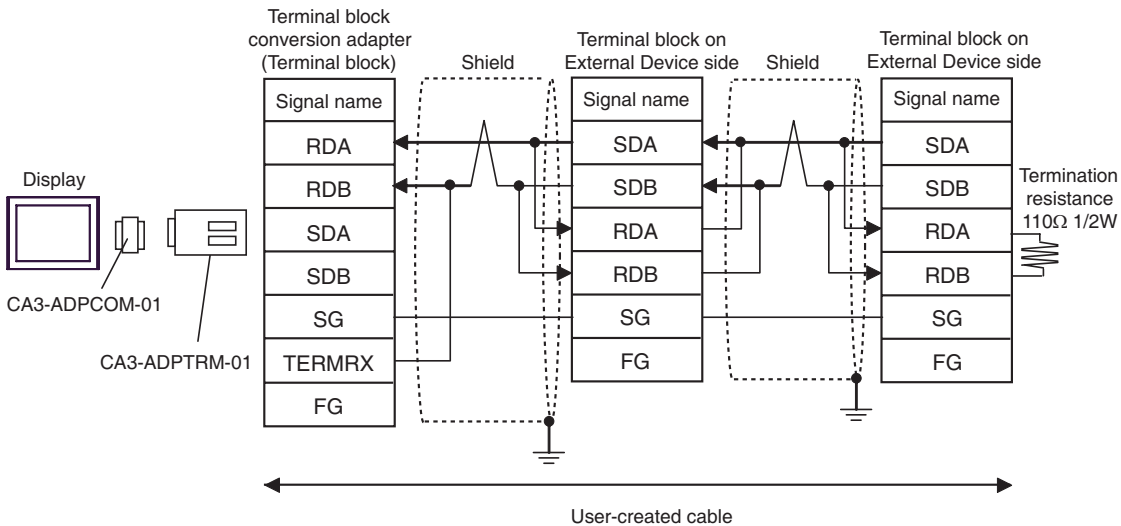 Terminal block
conversion adapter
(Terminal block)
Shield
Terminal block on
External Device side
Shield
Terminal block on
External Device side
Signal name
RDA
RDB
SDA
SDB
SG
TERMRX
FG
Signal name
SDA
SDB
RDA
RDB
SG
FG
Signal name
SDA
SDB
RDA
RDB
SG
FG
Termination
resistance
110Ω 1/2W
Display
CA3-ADPCOM-01
CA3-ADPTRM-01
User-created cable